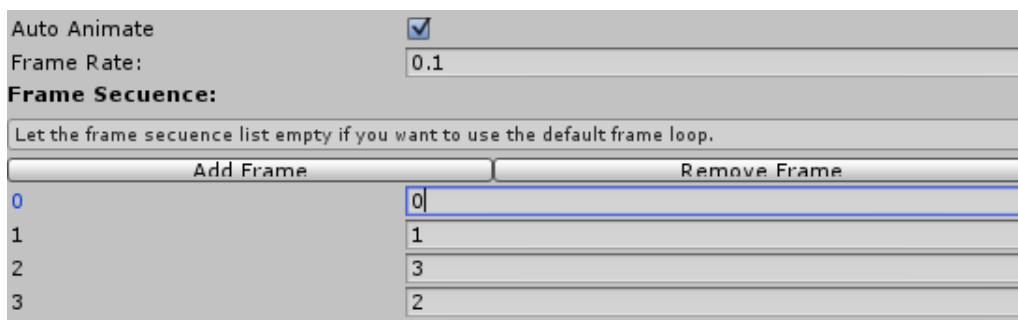 Auto Animate
Frame Rate: 0.1
Frame Secuence:
Let the frame secuence list empty if you want to use the default frame loop.
Add Frame Remove Frame
0 0
1 1
2 3
3 2